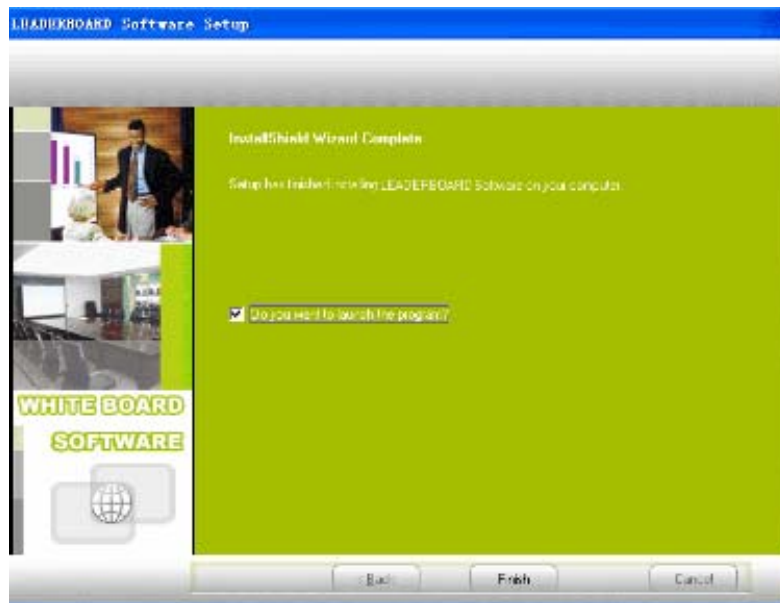 LEADERBOARD Software Setup
InstallShield Wizard Complete
Setup has finished installing LEADERBOARD Software on your computer.
Do you want to launch the program?
WHITE BOARD
SOFTWARE
< Back
Finish
Cancel